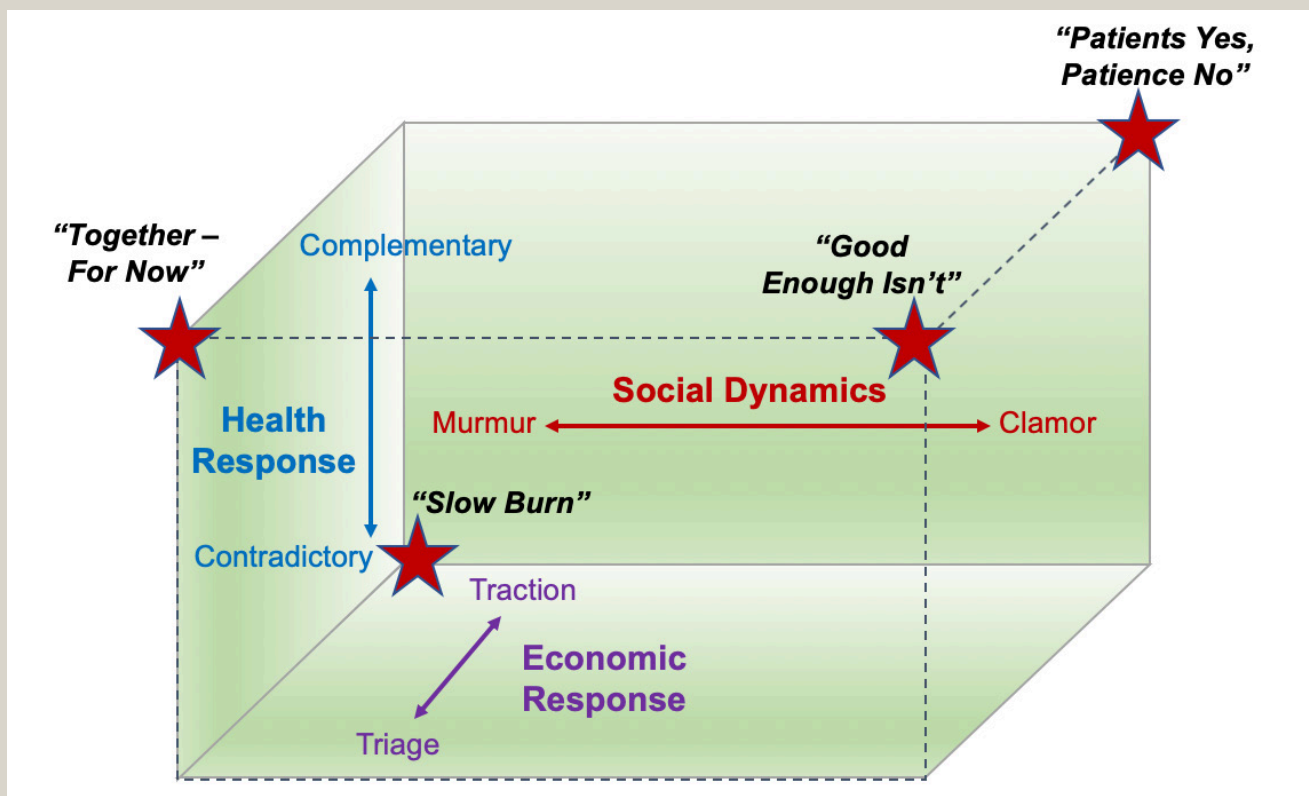 “Patients Yes,
Patience No”
“Together –
For Now”
Complementary
“Good
Enough Isn’t”
Social Dynamics
Murmur
Clamor
Health
Response
“Slow Burn”
Contradictory
Traction
Economic
Response
Triage